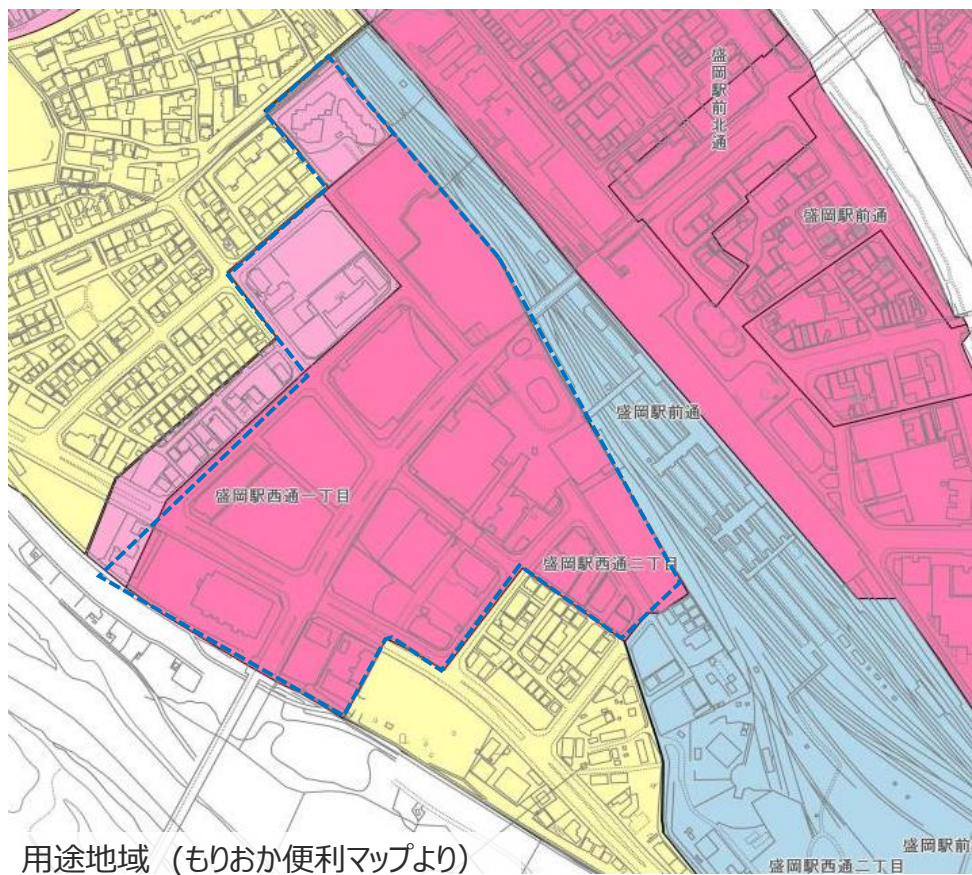 盛岡駅前北通
盛岡駅前通
盛岡駅前通
盛岡駅西通一丁目
盛岡駅西通二丁目
用途地域 (もりおか便利マップより)
盛岡駅前
盛岡駅西通二丁目